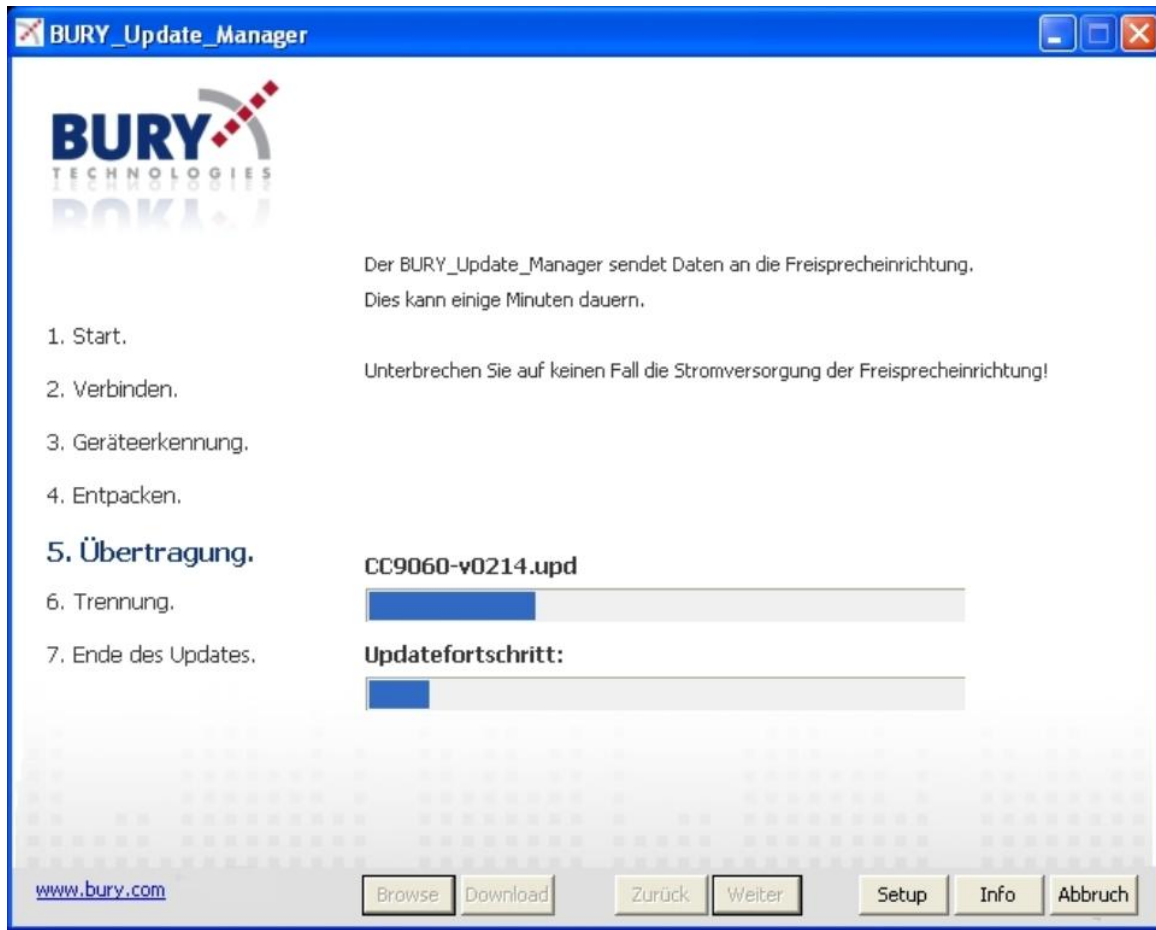 BURY_Update_Manager
BURY
TECHNOLOGIES
Der BURY_Update_Manager sendet Daten an die Freisprecheinrichtung.
Dies kann einige Minuten dauern.
Unterbrechen Sie auf keinen Fall die Stromversorgung der Freisprecheinrichtung!
1. Start.
2. Verbinden.
3. Geräteerkennung.
4. Entpacken.
5. Übertragung.
6. Trennung.
7. Ende des Updates.
CC9060-v0214.upd
Updatefortschritt:
www.bury.com
Browse
Download
Zurück
Weiter
Setup
Info
Abbruch